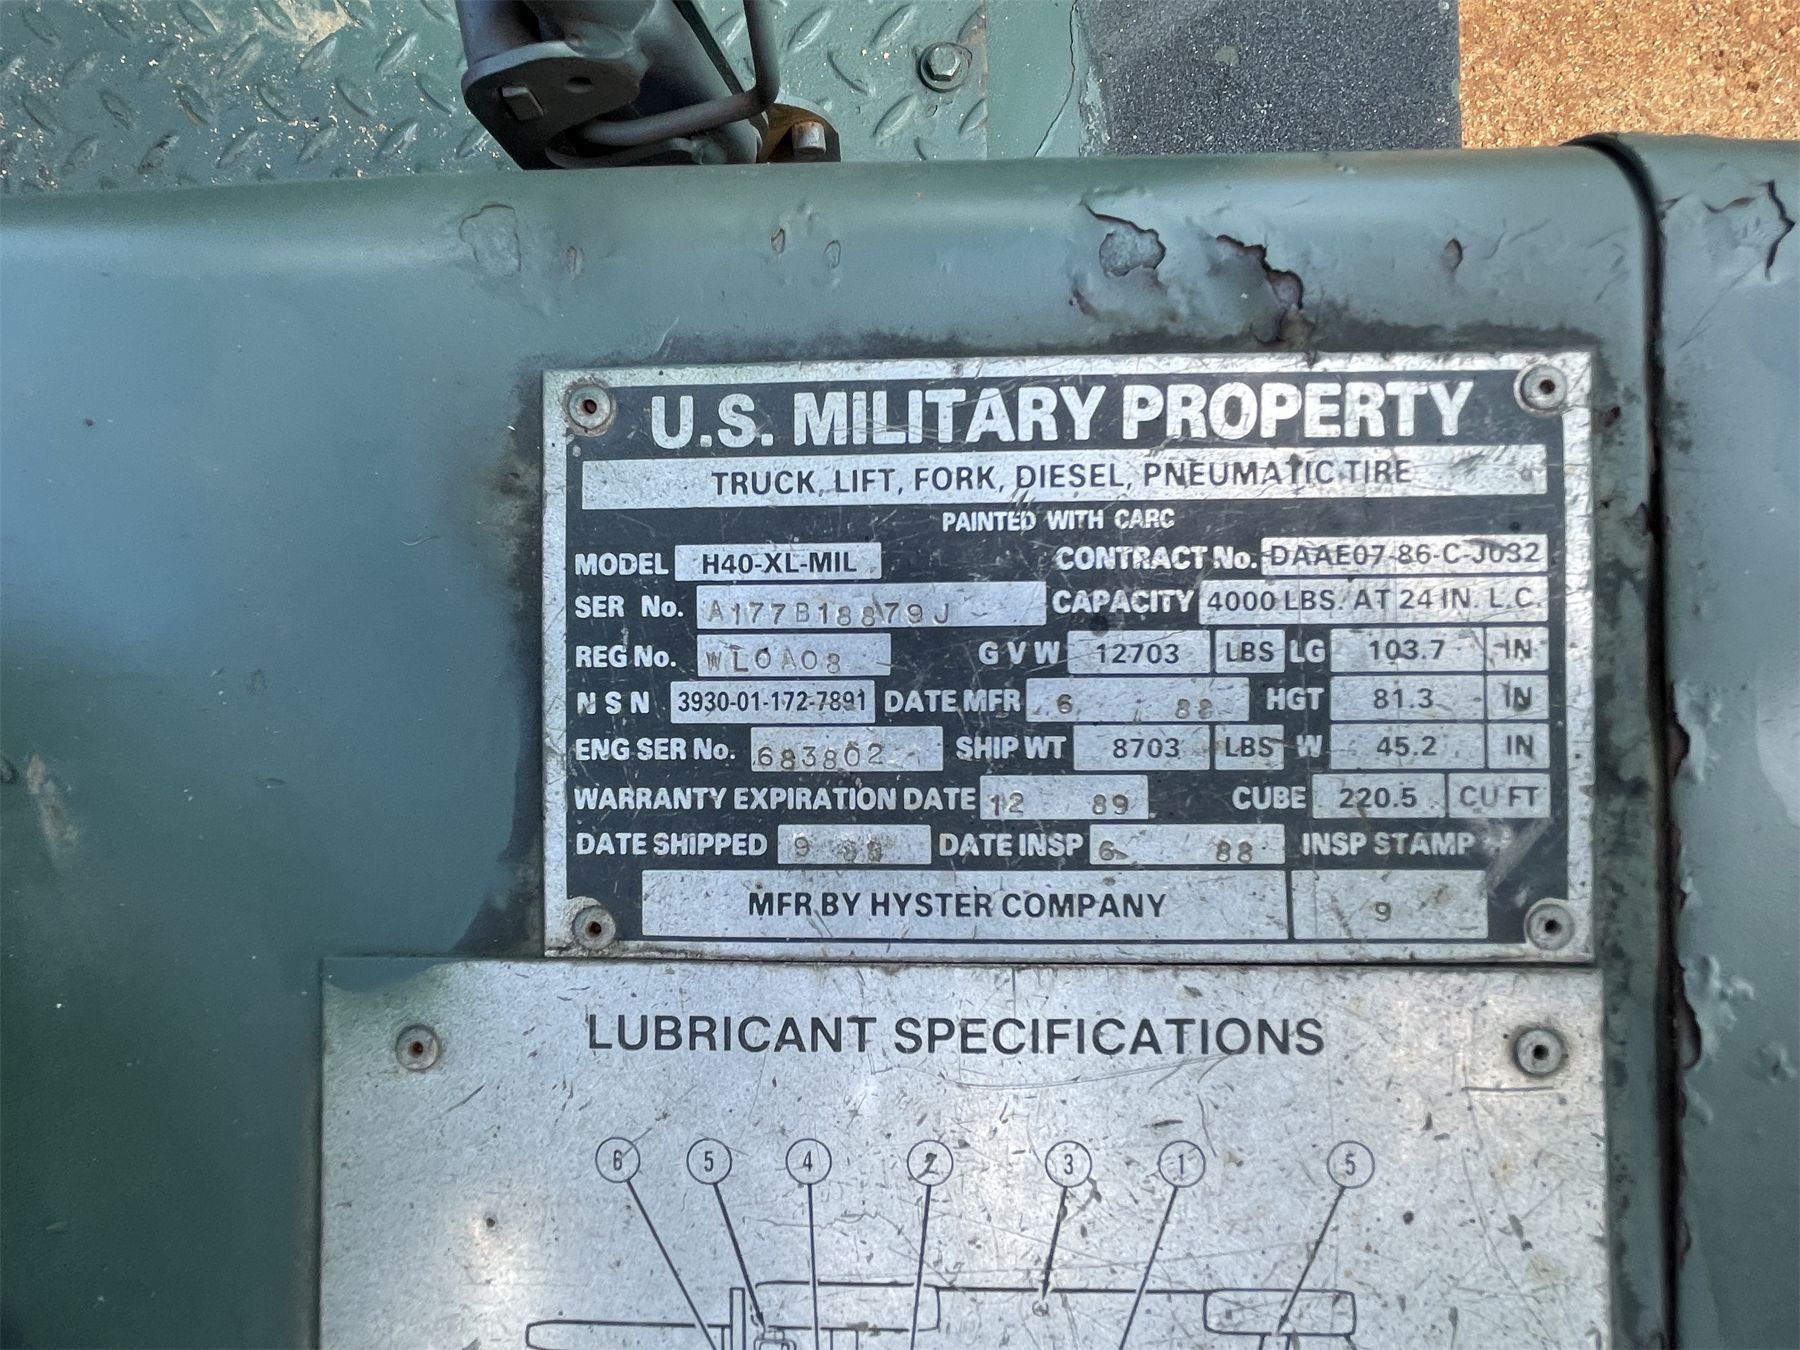 U.S. MILITARY PROPERTY
TRUCK, LIFT, FORK, DIESEL, PNEUMATIC TIRE
PAINTED WITH CARC
MODEL H40-XL-MIL CONTRACT No. DAAE07-86-C-J032
SER No. A177B18879J CAPACITY 4000 LBS. AT 24 IN. L.C.
REG No. WL0A08 G V W 12703 LBS LG 103.7 IN
N S N 3930-01-172-7891 DATE MFR 6 88 HGT 81.3 IN
ENG SER No. 683802 SHIP WT 8703 LBS W 45.2 IN
WARRANTY EXPIRATION DATE 12 89 CUBE 220.5 CU FT
DATE SHIPPED 9 DATE INSP 6 88 INSP STAMP
MFR BY HYSTER COMPANY 9
LUBRICANT SPECIFICATIONS
6 5 4 2 3 1 5